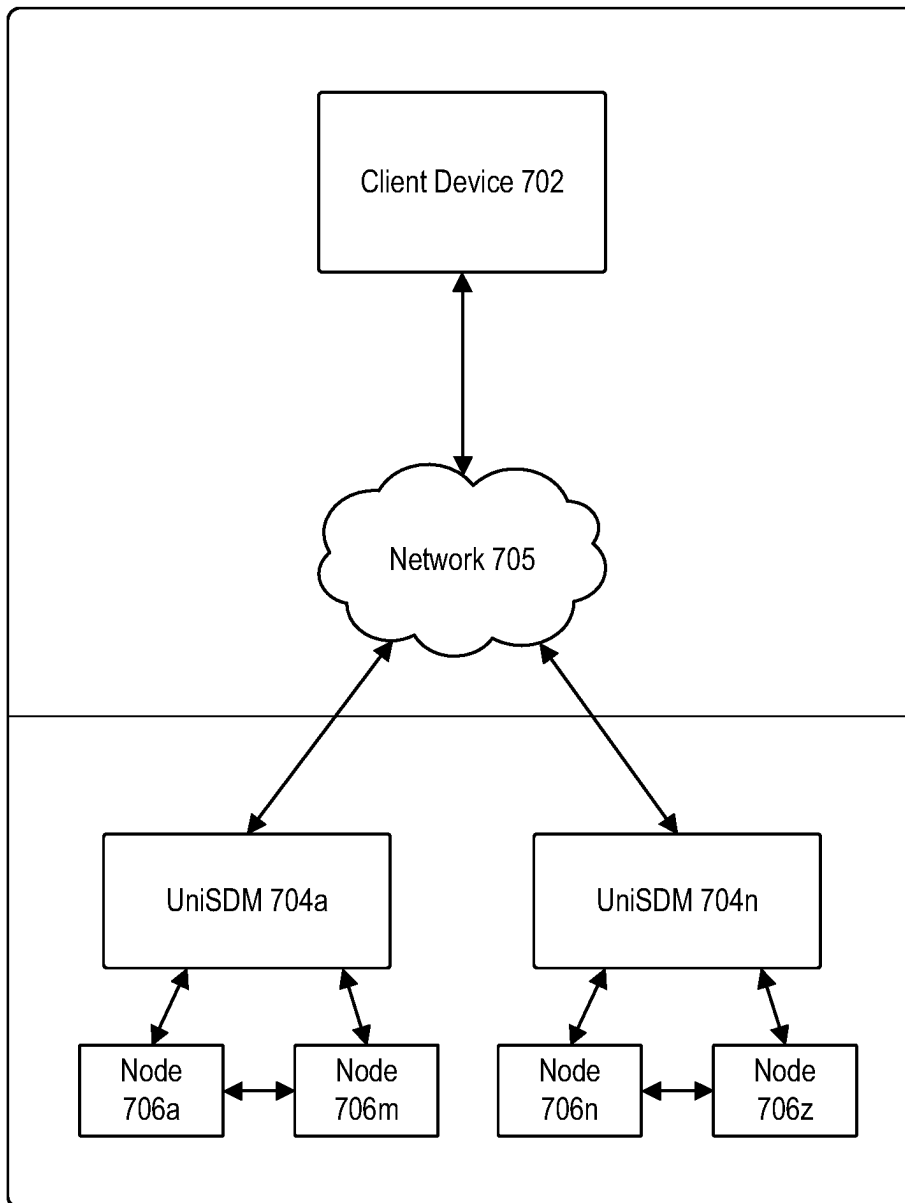 Client Device 702
Network 705
UniSDM 704a
UniSDM 704n
Node
706a
Node
706m
Node
706n
Node
706z